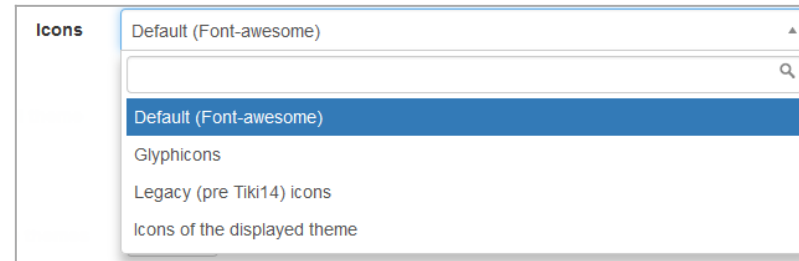 Icons
Default (Font-awesome)
Default (Font-awesome)
Glyphicons
Legacy (pre Tiki14) icons
Icons of the displayed theme